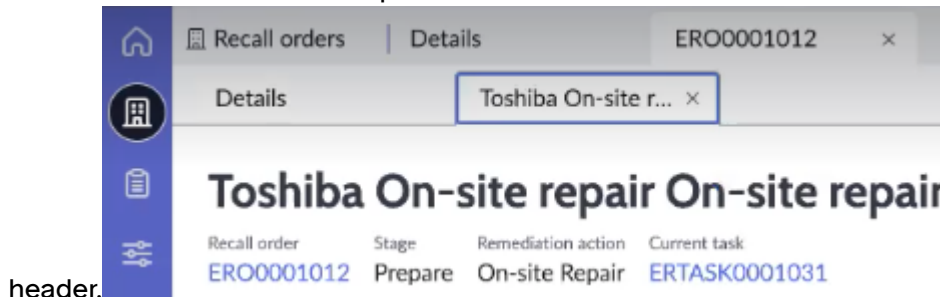 Recall orders Details ERO0001012 ×
Details Toshiba On-site r... ×
Toshiba On-site repair On-site repair
Recall order Stage Remediation action Current task
ERO0001012 Prepare On-site Repair ERTASK0001031
header.